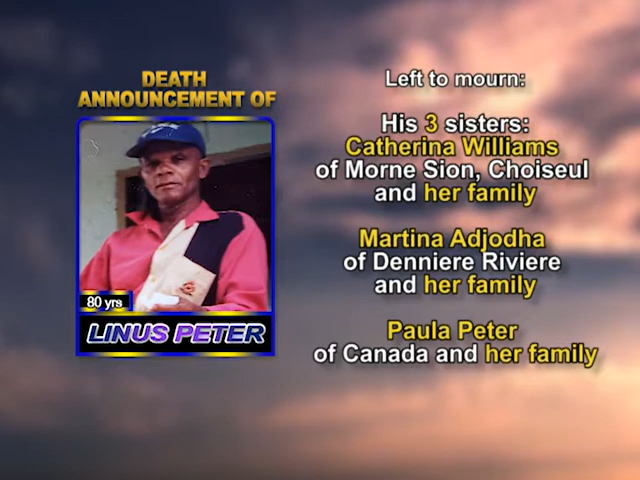 DEATH
ANNOUNCEMENT OF
80 yrs
LINUS PETER
Left to mourn:
His 3 sisters:
Catherina Williams
of Morne Sion, Choiseul
and her family
Martina Adjodha
of Denniere Riviere
and her family
Paula Peter
of Canada and her family